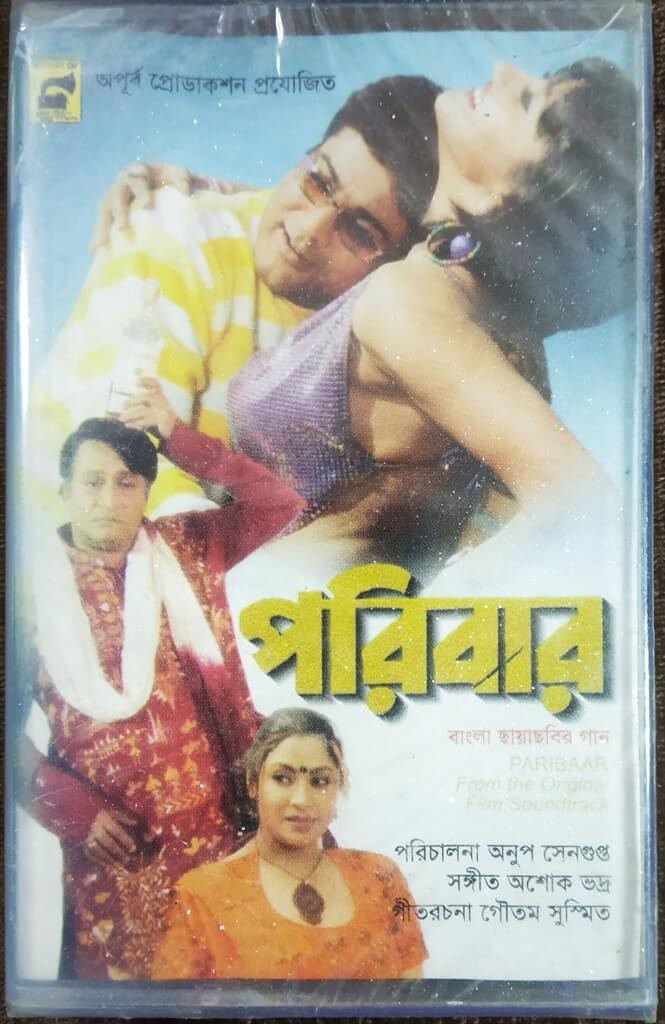 অপূর্ব প্রোডাকশন প্রযোজিত
পরিবার
বাংলা ছায়াছবির গান
PARIBAAR
From the Original
Film Soundtrack
পরিচালনা অনুপ সেনগুপ্ত
সঙ্গীত অশোক ভদ্র
গীতরচনা গৌতম সুস্মিত